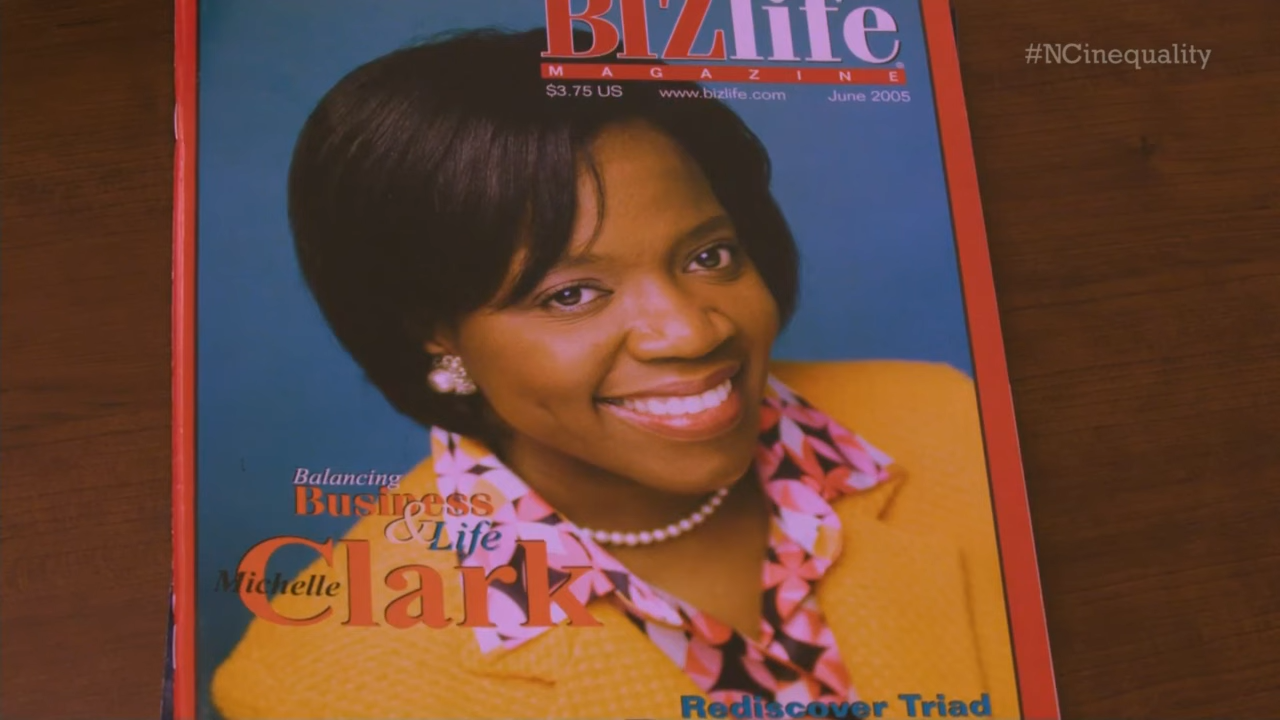 BIZlife
#NCinequality
MAGAZINE
$3.75 US www.bizlife.com June 2005
Balancing
Business
& Life
Michelle
Clark
Rediscover Triad